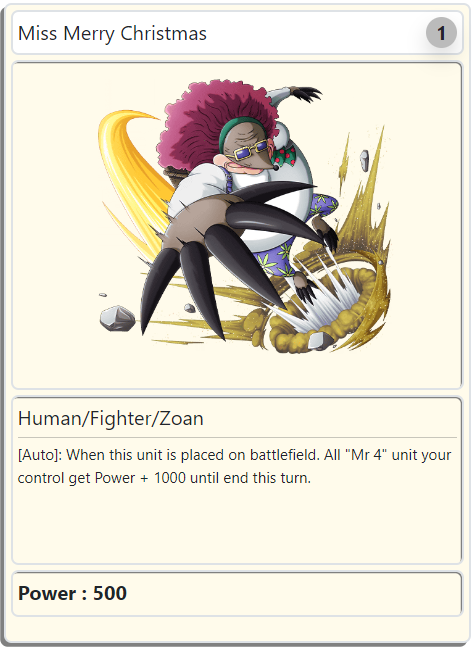 Miss Merry Christmas
1
Human/Fighter/Zoan
[Auto]: When this unit is placed on battlefield. All "Mr 4" unit your
control get Power + 1000 until end this turn.
Power : 500